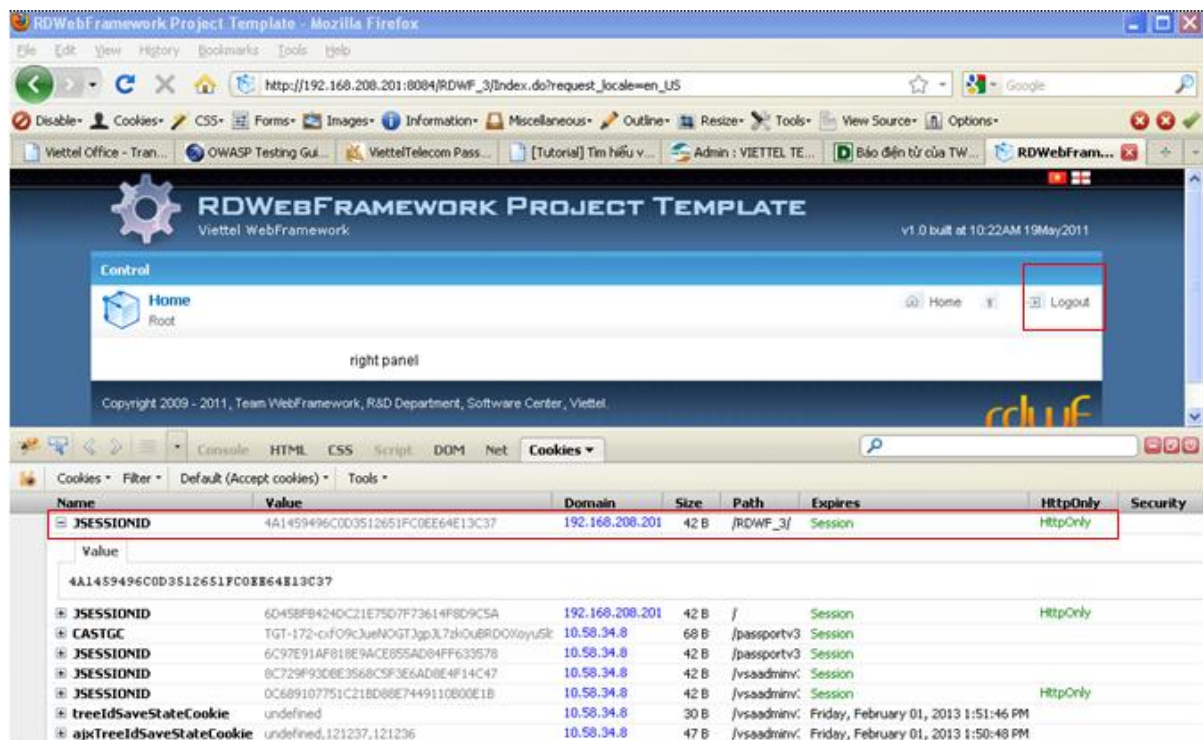 RDWebFramework Project Template - Mozilla Firefox
File Edit View History Bookmarks Tools Help
http://192.168.208.201:8084/RDWF_3/Index.do?request_locale=en_US
Google
Disable Cookies CSS Forms Images Information Miscellaneous Outline Resize Tools View Source Options
Viettel Office - Tran... OWASP Testing Gui... ViettelTelecom Pass... [Tutorial] Tìm hiểu v... Admin : VIETTEL TE... Báo điện tử của TW... RDWebFram...
RDWebFramework Project Template
Viettel WebFramework
v1.0 built at 10:22AM 19May2011
Control
Home
Root
Home Logout
right panel
Copyright 2009 - 2011, Team WebFramework, R&D Department, Software Center, Viettel.
rdwf
Console HTML CSS Script DOM Net Cookies
Cookies Filter Default (Accept cookies) Tools
Name Value Domain Size Path Expires HttpOnly Security
JSESSIONID 4A1459496C0D3512651FC0EE64E13C37 192.168.208.201 42 B /RDWF_3/ Session HttpOnly
Value
4A1459496C0D3512651FC0EE64E13C37
JSESSIONID 6D45BFB424DC21E75D7F73614F8D9C5A 192.168.208.201 42 B / Session HttpOnly
CASTGC 10.58.34.8 68 B /passportv3 Session
JSESSIONID 6C97E91AF818E9ACE855AD84FF633578 10.58.34.8 42 B /passportv3 Session
JSESSIONID 8C729F93D8E3568C5F3E6AD8E4F14C47 10.58.34.8 42 B /vsaadminv Session
JSESSIONID 0C689107751C21BD88E7449110B00E1B 10.58.34.8 42 B /vsaadminv Session HttpOnly
treeIdSaveStateCookie undefined 10.58.34.8 30 B /vsaadminv Friday, February 01, 2013 1:51:46 PM
ajxTreeIdSaveStateCookie undefined,121237,121236 10.58.34.8 47 B /vsaadminv Friday, February 01, 2013 1:50:48 PM